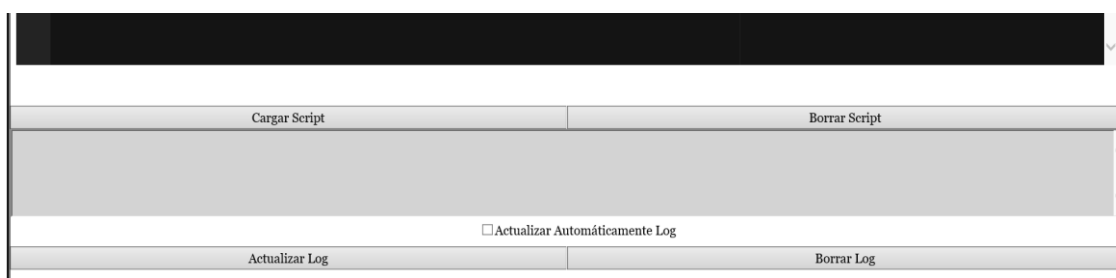 Cargar Script Borrar Script
Actualizar Automáticamente Log
Actualizar Log Borrar Log